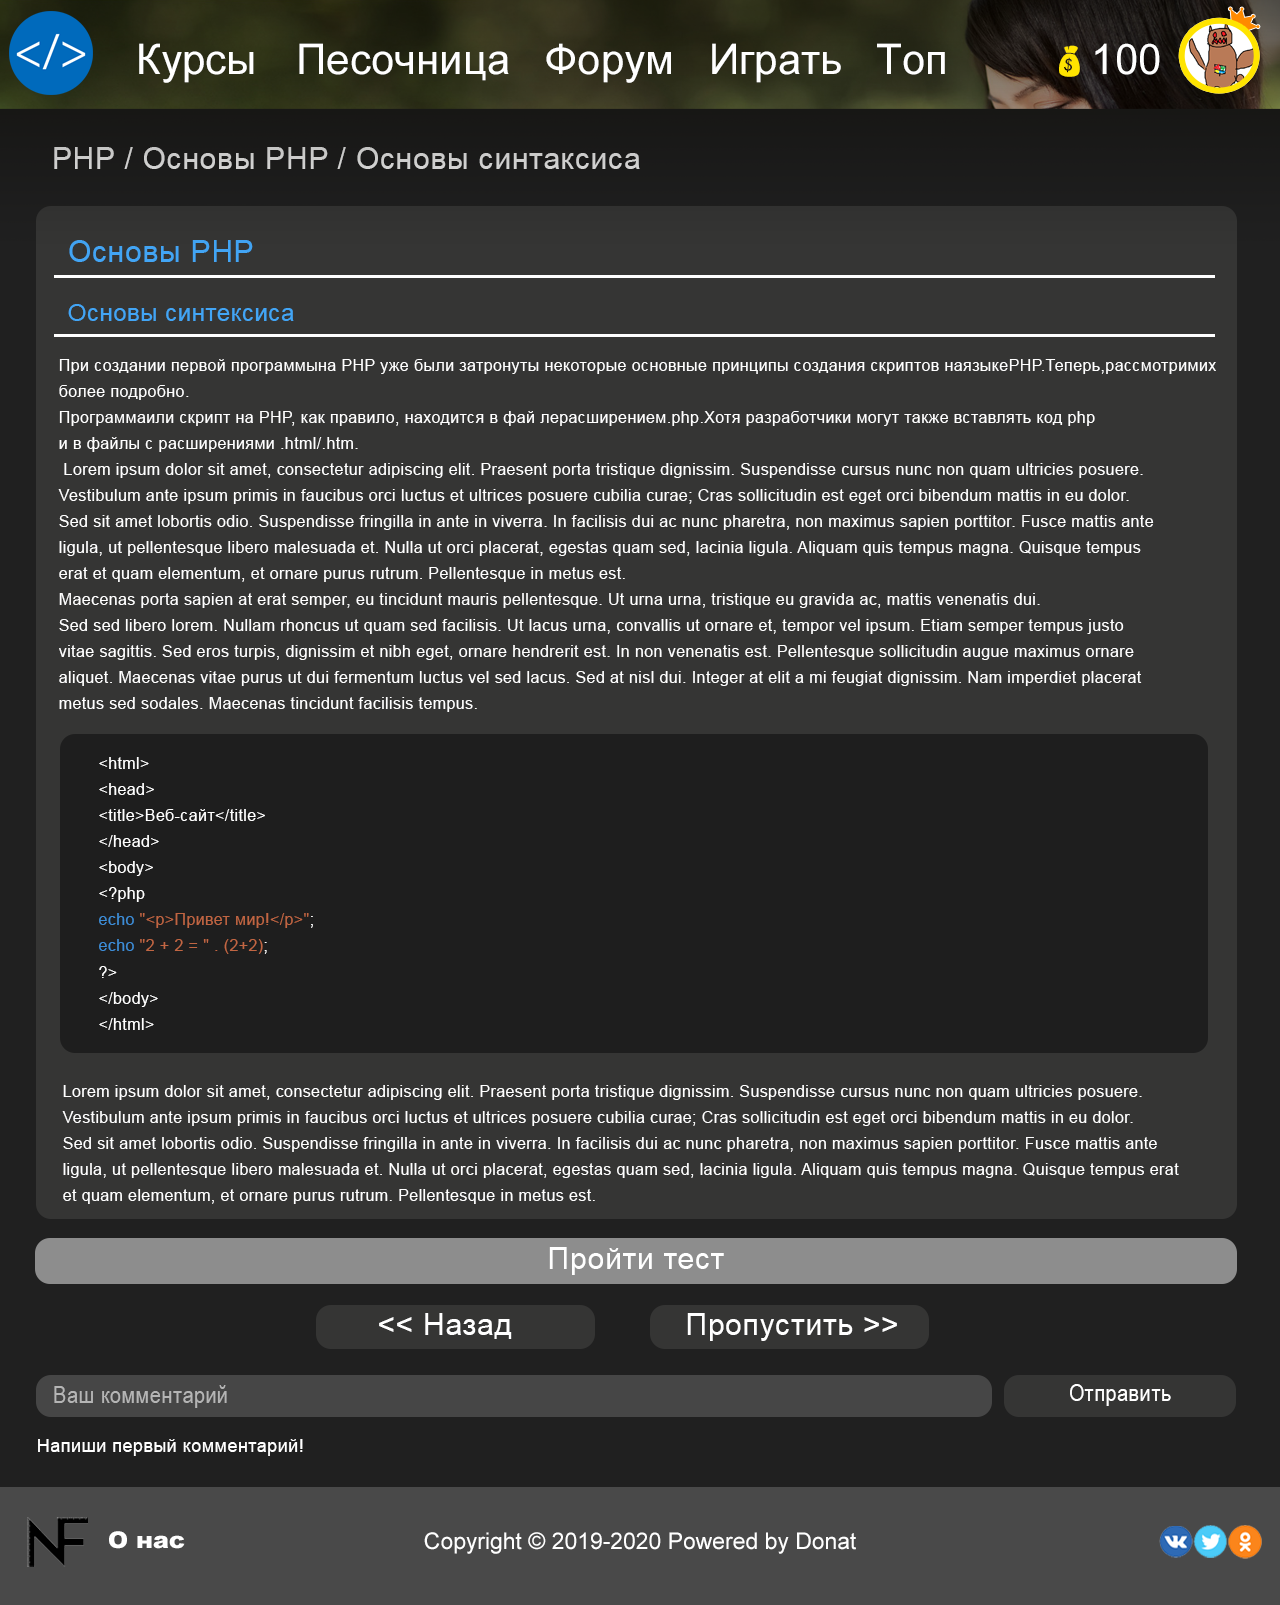 </> Курсы Песочница Форум Играть Топ $ 100
PHP / Основы PHP / Основы синтаксиса
Основы PHP
Основы синтексиса
При создании первой программына PHP уже были затронуты некоторые основные принципы создания скриптов наязыкеPHP.Теперь,рассмотримих
более подробно.
Программаили скрипт на PHP, как правило, находится в фай лерасширением.php.Хотя разработчики могут также вставлять код php
и в файлы с расширениями .html/.htm.
Lorem ipsum dolor sit amet, consectetur adipiscing elit. Praesent porta tristique dignissim. Suspendisse cursus nunc non quam ultricies posuere.
Vestibulum ante ipsum primis in faucibus orci luctus et ultrices posuere cubilia curae; Cras sollicitudin est eget orci bibendum mattis in eu dolor.
Sed sit amet lobortis odio. Suspendisse fringilla in ante in viverra. In facilisis dui ac nunc pharetra, non maximus sapien porttitor. Fusce mattis ante
ligula, ut pellentesque libero malesuada et. Nulla ut orci placerat, egestas quam sed, lacinia ligula. Aliquam quis tempus magna. Quisque tempus
erat et quam elementum, et ornare purus rutrum. Pellentesque in metus est.
Maecenas porta sapien at erat semper, eu tincidunt mauris pellentesque. Ut urna urna, tristique eu gravida ac, mattis venenatis dui.
Sed sed libero lorem. Nullam rhoncus ut quam sed facilisis. Ut lacus urna, convallis ut ornare et, tempor vel ipsum. Etiam semper tempus justo
vitae sagittis. Sed eros turpis, dignissim et nibh eget, ornare hendrerit est. In non venenatis est. Pellentesque sollicitudin augue maximus ornare
aliquet. Maecenas vitae purus ut dui fermentum luctus vel sed lacus. Sed at nisl dui. Integer at elit a mi feugiat dignissim. Nam imperdiet placerat
metus sed sodales. Maecenas tincidunt facilisis tempus.
<html>
<head>
<title>Веб-сайт</title>
</head>
<body>
<?php
echo "<p>Привет мир!</p>";
echo "2 + 2 = " . (2+2);
?>
</body>
</html>
Lorem ipsum dolor sit amet, consectetur adipiscing elit. Praesent porta tristique dignissim. Suspendisse cursus nunc non quam ultricies posuere.
Vestibulum ante ipsum primis in faucibus orci luctus et ultrices posuere cubilia curae; Cras sollicitudin est eget orci bibendum mattis in eu dolor.
Sed sit amet lobortis odio. Suspendisse fringilla in ante in viverra. In facilisis dui ac nunc pharetra, non maximus sapien porttitor. Fusce mattis ante
ligula, ut pellentesque libero malesuada et. Nulla ut orci placerat, egestas quam sed, lacinia ligula. Aliquam quis tempus magna. Quisque tempus erat
et quam elementum, et ornare purus rutrum. Pellentesque in metus est.
Пройти тест
<< Назад Пропустить >>
Ваш комментарий Отправить
Напиши первый комментарий!
NF О нас Copyright © 2019-2020 Powered by Donat